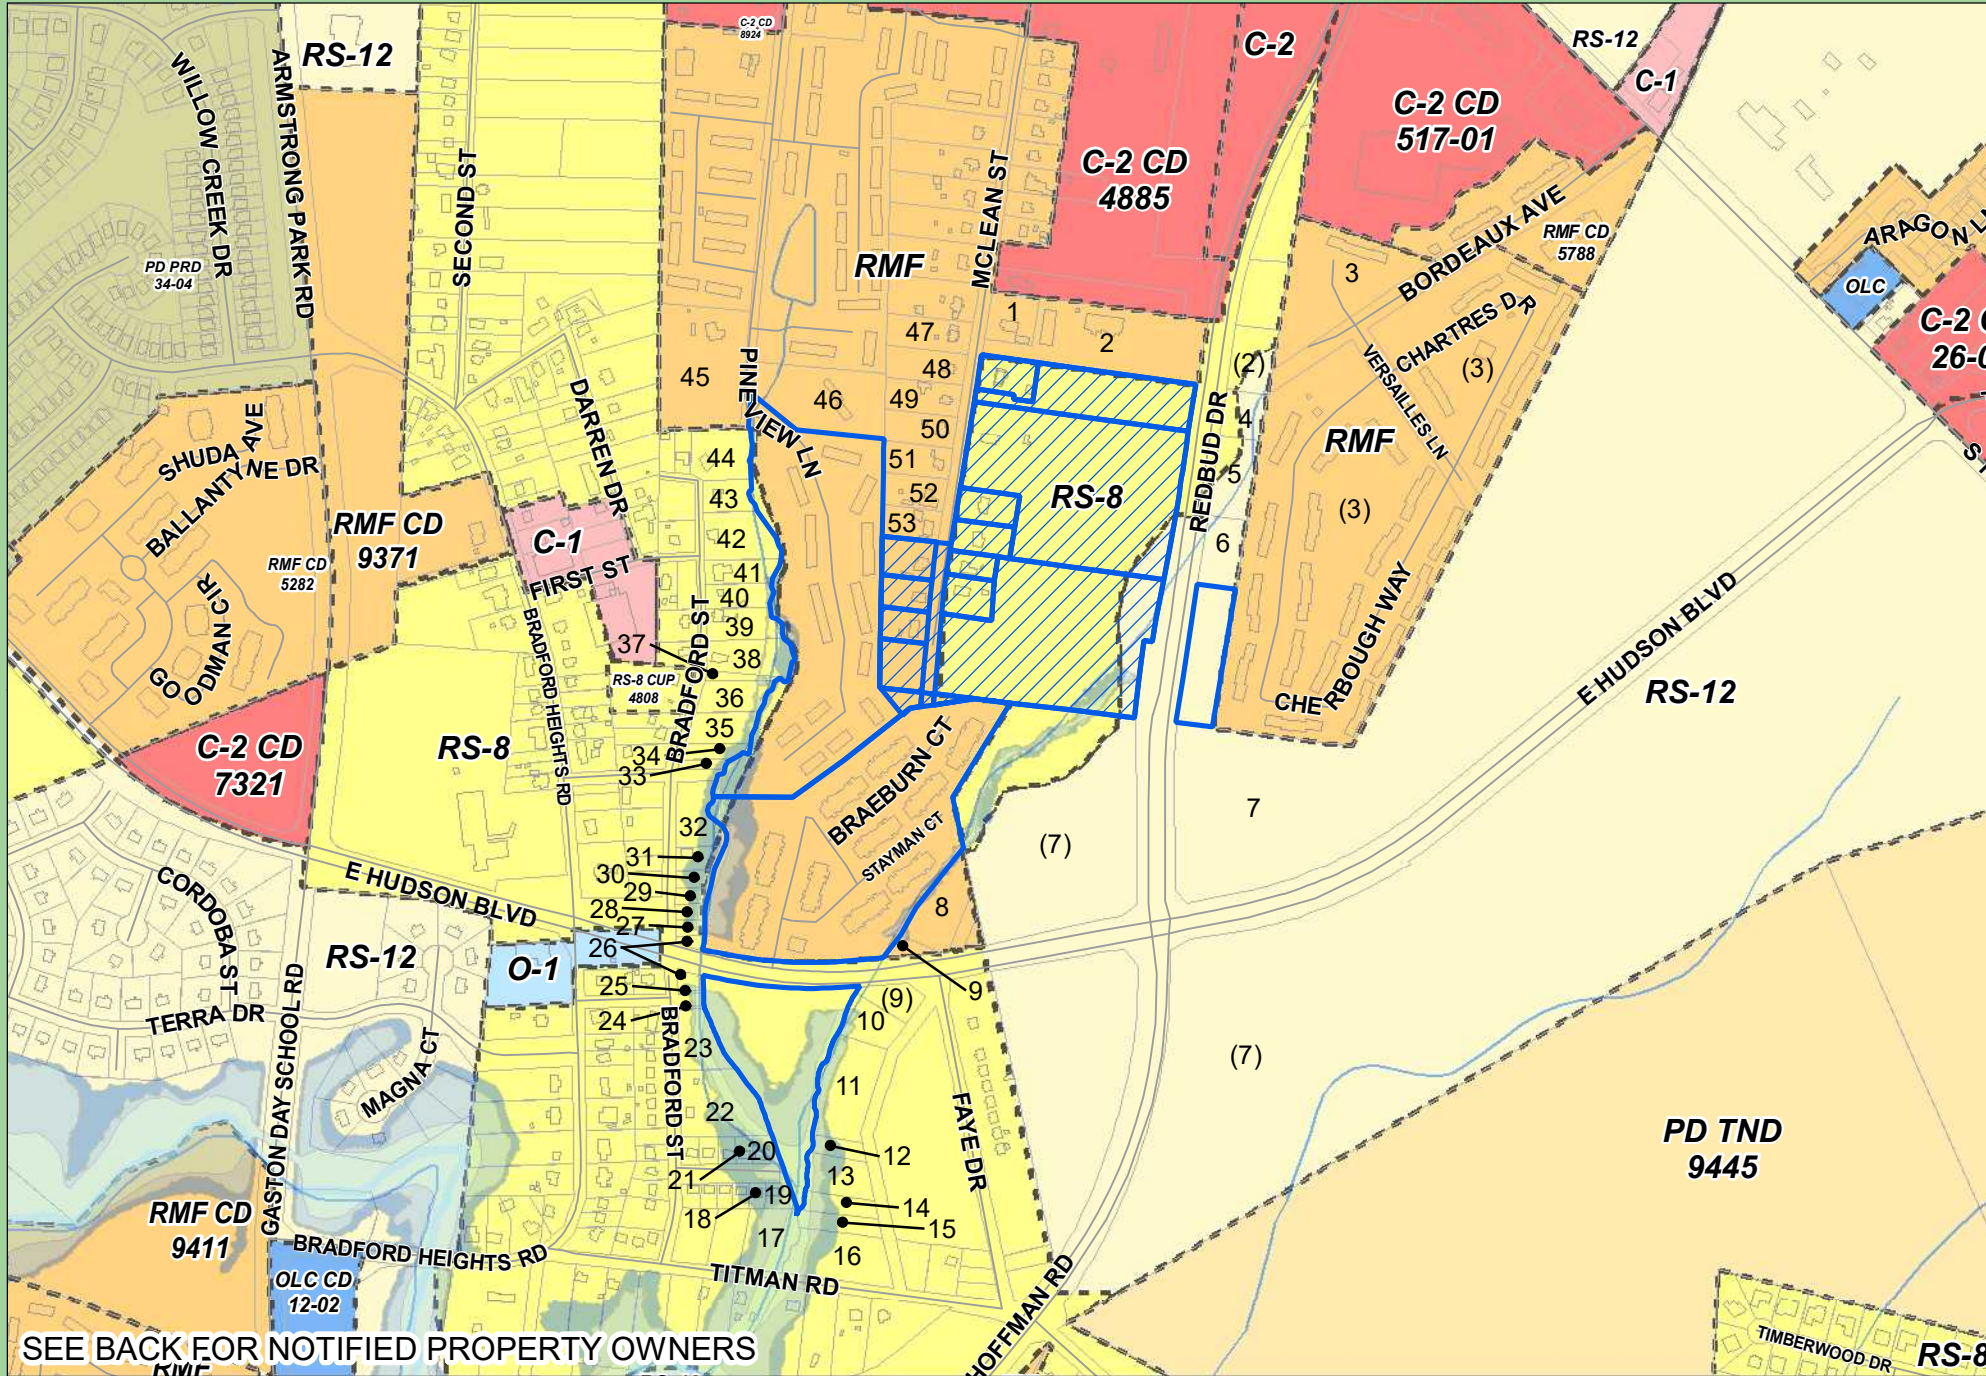 C-2 CD
8924
RS-12
C-2
RS-12
C-1
WILLOW CREEK DR
ARMSTRONG PARK RD
C-2 CD
517-01
SECOND ST
MCLEAN ST
C-2 CD
4885
BORDEAUX AVE
RMF CD
5788
PD PRD
34-04
RMF
3
OLC
CHARTRES DR
1
2
47
48
(2)
VERSAILLES LN
(3)
45
PINEVIEW LN
46
49
50
4
REDBUD DR
RMF
DARREN DR
SHUDA AVE
BALLANTYNE DR
44
51
5
43
52
RS-8
(3)
RMF CD
9371
C-1
53
42
6
RMF CD
5282
FIRST ST
41
40
GOODMAN CIR
BRADFORD HEIGHTS RD
BRADFORD ST
39
37
38
CHERBOUGH WAY
E HUDSON BLVD
RS-8 CUP
4808
36
RS-12
35
C-2 CD
7321
RS-8
34
33
BRAEBURN CT
7
32
STAYMAN CT
(7)
31
30
29
28
27
26
8
CORDOBA ST
E HUDSON BLVD
RS-12
O-1
25
24
9
(9)
10
TERRA DR
GASTON DAY SCHOOL RD
MAGNA CT
BRADFORD ST
23
(7)
11
22
FAYE DR
PD TND
9445
20
21
12
13
19
18
14
15
17
16
RMF CD
9411
BRADFORD HEIGHTS RD
TITMAN RD
OLC CD
12-02
HOFFMAN RD
TIMBERWOOD DR
RS-8
SEE BACK FOR NOTIFIED PROPERTY OWNERS
RMF